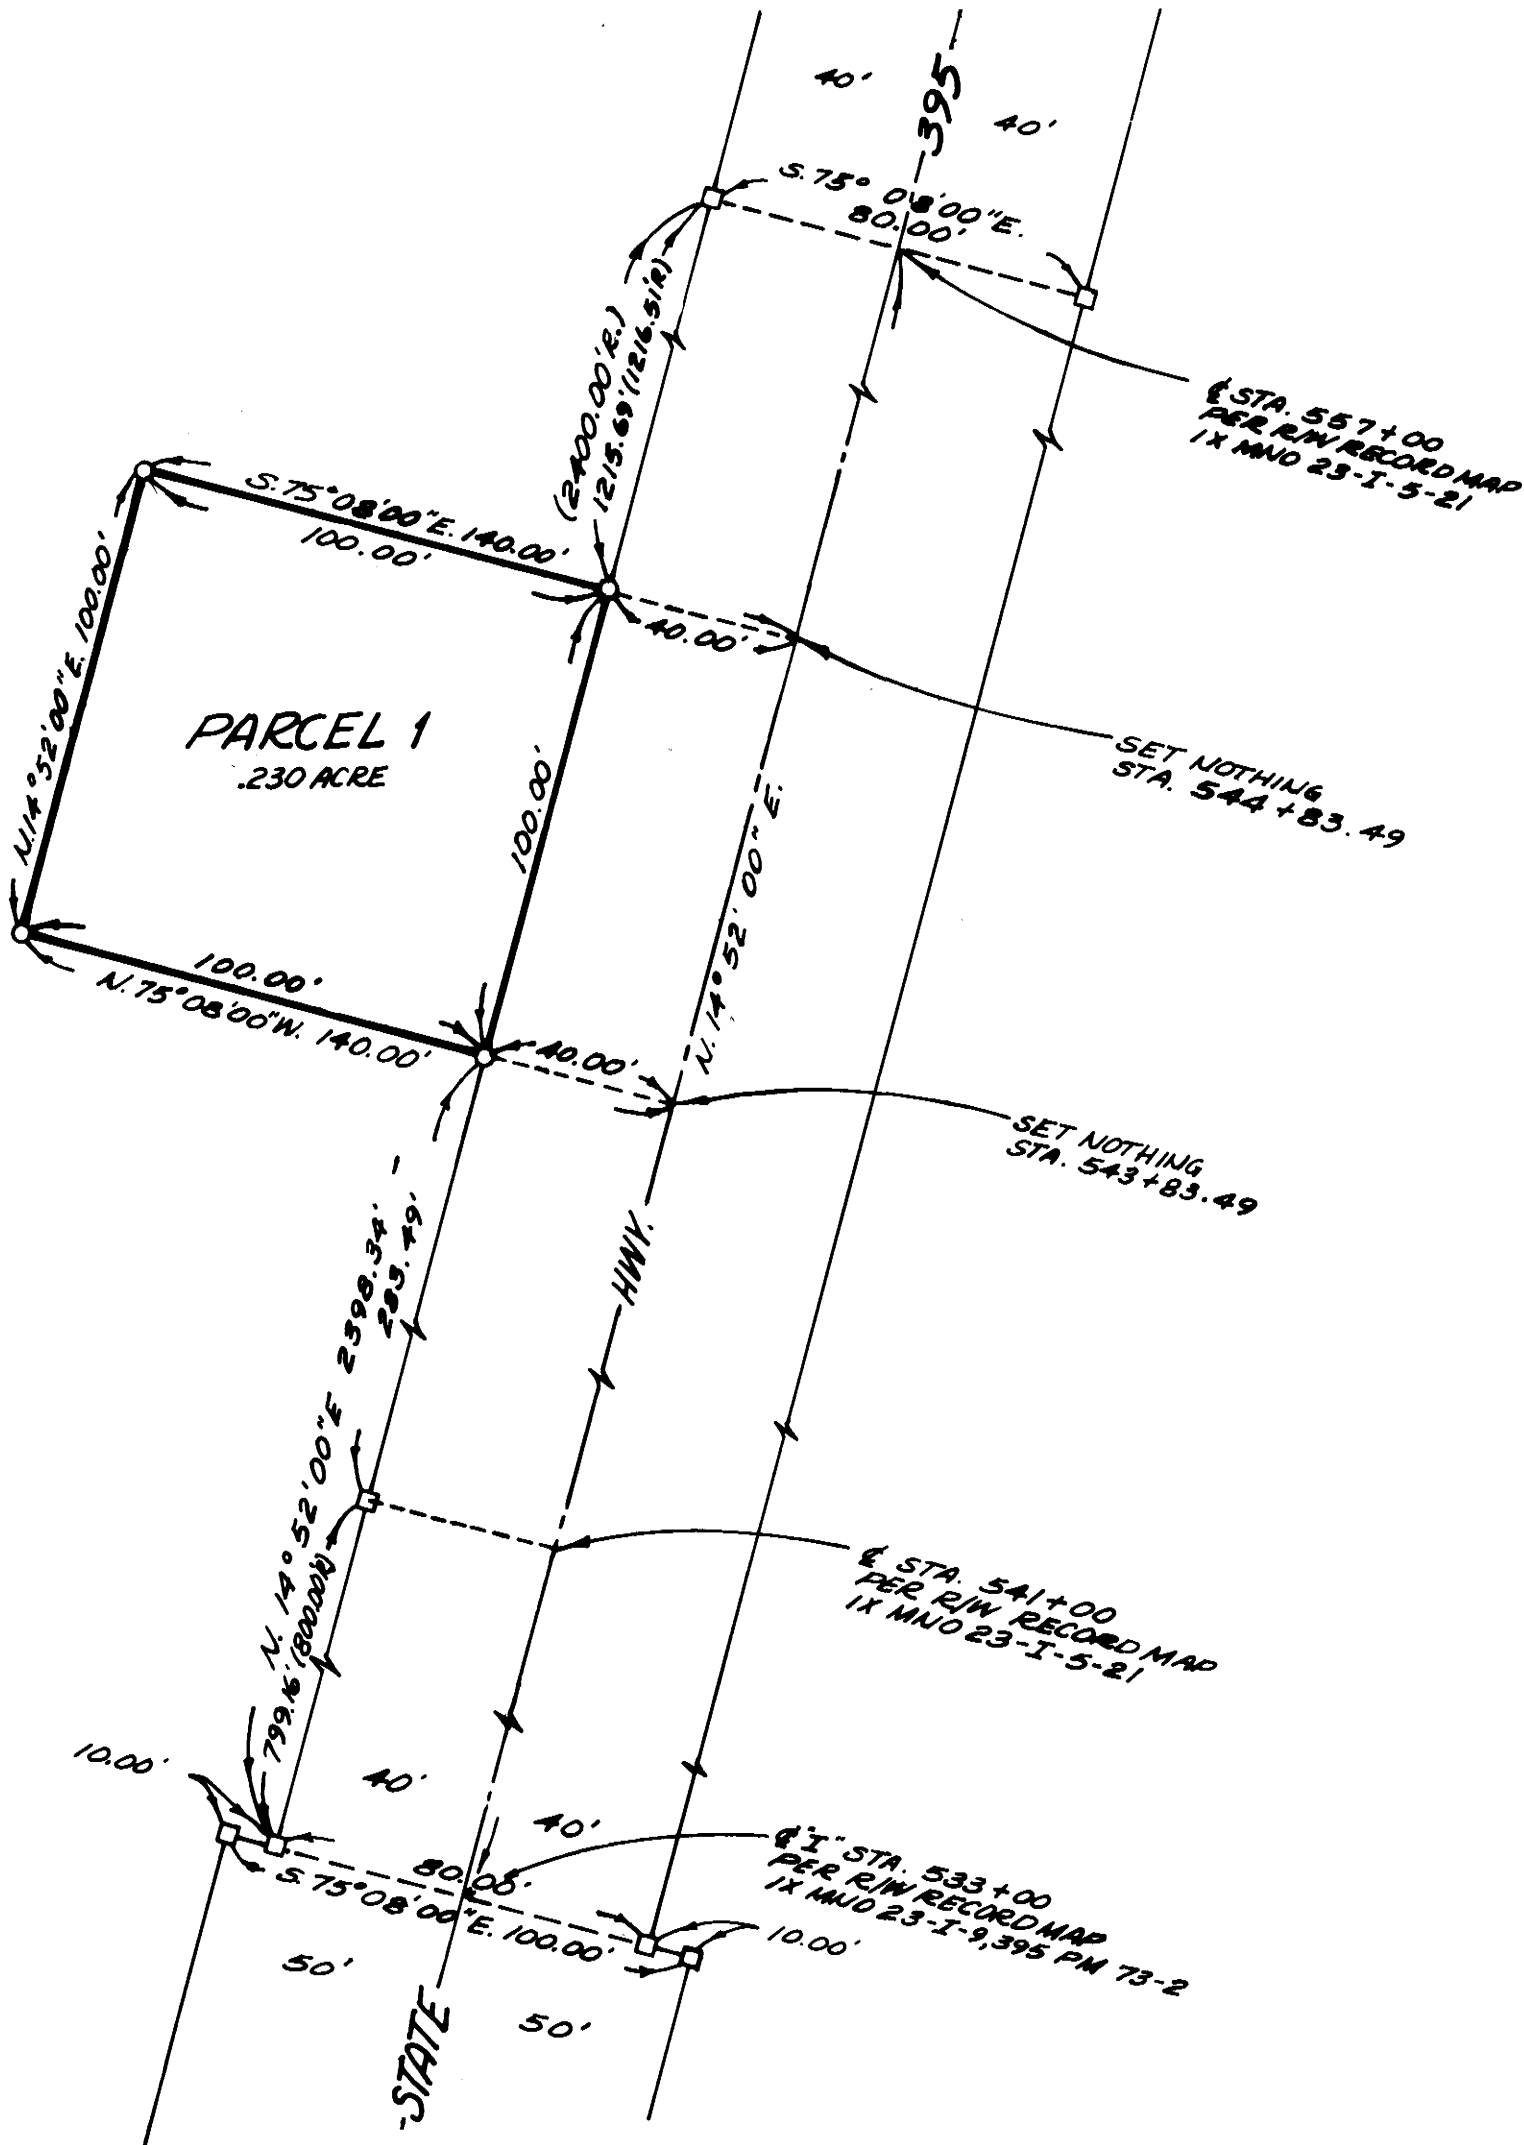 40'
395
40'
S. 75° 08'00"E.
80.00'
(2400.00'R.)
1215.69'(1216.51R)
℄ STA. 557+00
PER R/W RECORD MAP
1X MNO 23-I-5-21
S. 75°08'00"E. 140.00'
100.00'
N.14°52'00"E. 100.00'
40.00'
PARCEL 1
.230 ACRE
100.00'
SET NOTHING
STA. 544+83.49
N. 14°52'00"E.
100.00'
N. 75°08'00"W. 140.00'
40.00'
SET NOTHING
STA. 543+83.49
HWY.
N. 14°52'00"E 2398.34'
283.49'
799.16'(800.00'R)
℄ STA. 541+00
PER R/W RECORD MAP
1X MNO 23-I-5-21
10.00'
40'
40'
80.00'
S. 75°08'00"E. 100.00'
℄ "I" STA. 533+00
PER R/W RECORD MAP
1X MNO 23-I-9,395 PM 73-2
10.00'
50'
50'
STATE